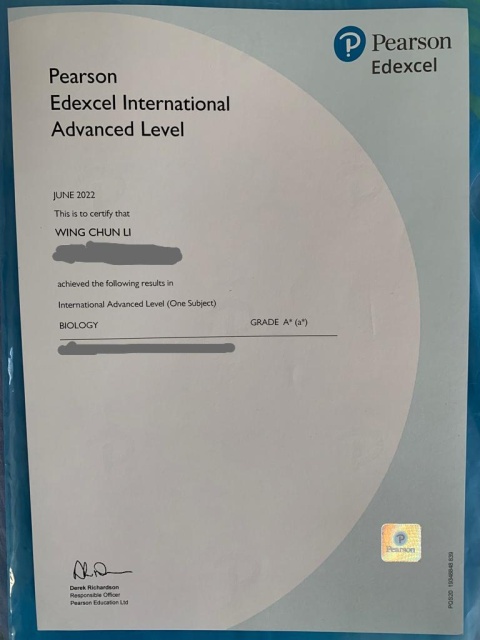 Pearson
Edexcel
Pearson
Edexcel International
Advanced Level
JUNE 2022
This is to certify that
WING CHUN LI
achieved the following results in
International Advanced Level (One Subject)
BIOLOGY GRADE A* (a*)
Pearson
Derek Richardson
Responsible Officer
Pearson Education Ltd